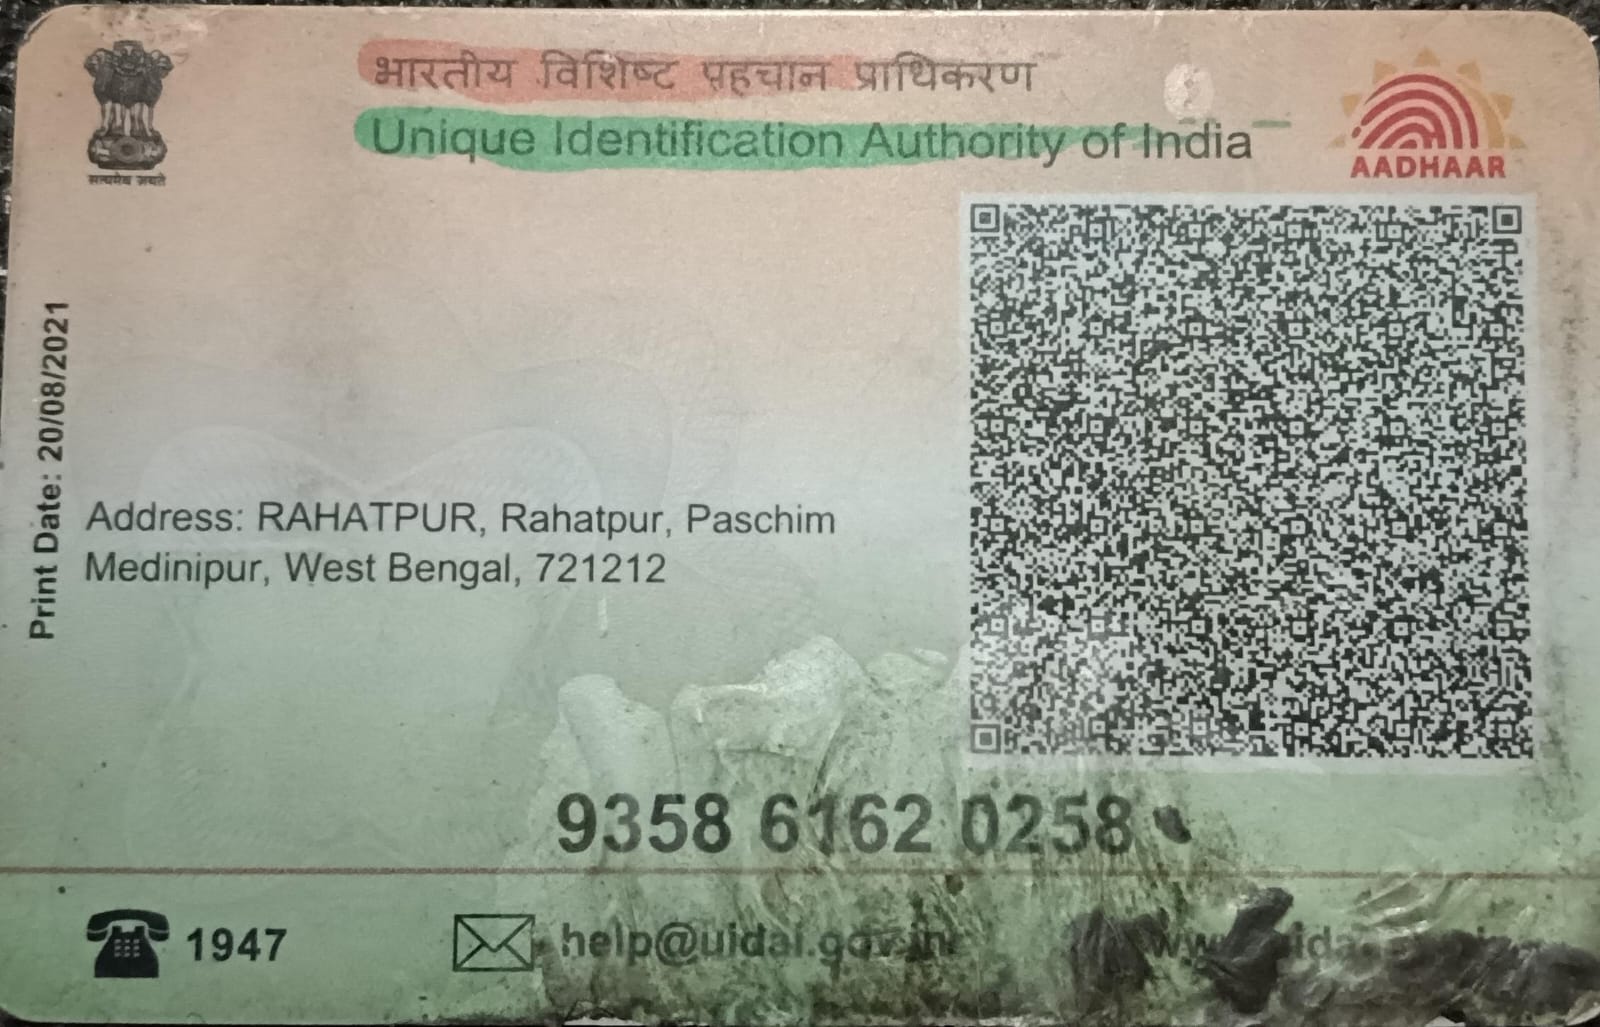 भारतीय विशिष्ट पहचान प्राधिकरण
Unique Identification Authority of India
सत्यमेव जयते
AADHAAR
Print Date: 20/08/2021
Address: RAHATPUR, Rahatpur, Paschim
Medinipur, West Bengal, 721212
9358 6162 0258
1947
help@uidai.gov.in